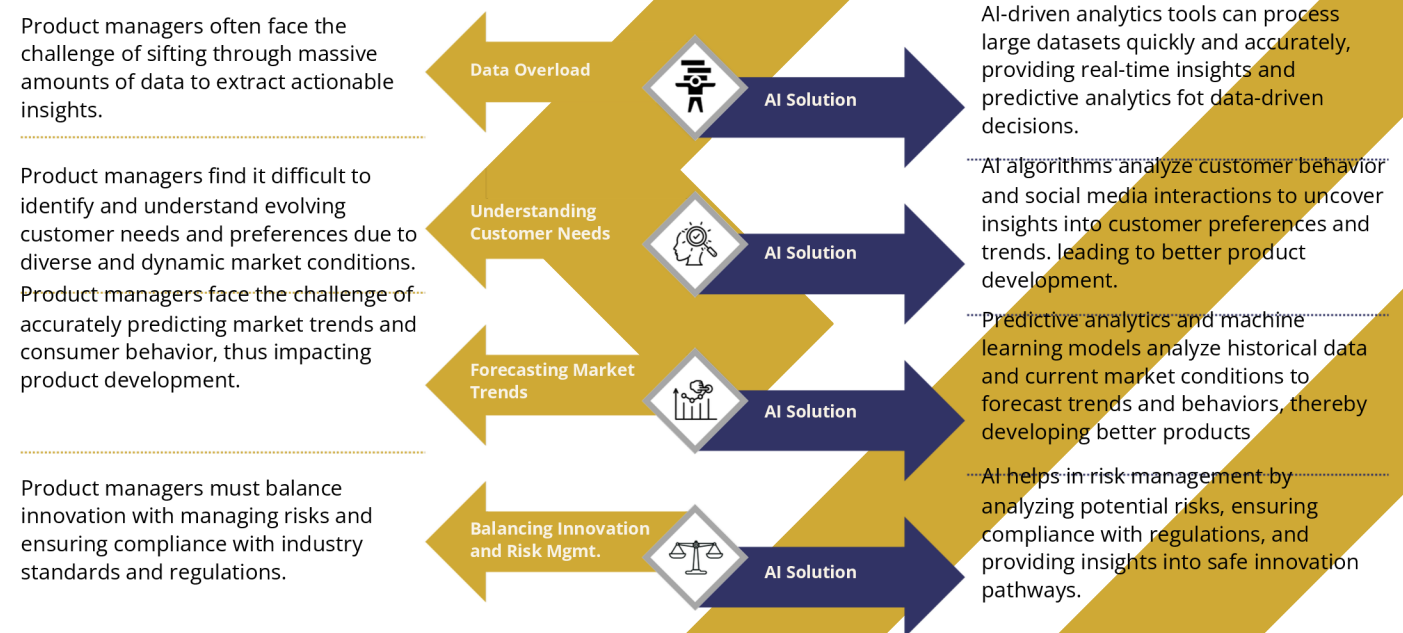 Product managers often face the
challenge of sifting through massive
amounts of data to extract actionable
insights.
Data Overload
AI Solution
AI-driven analytics tools can process
large datasets quickly and accurately,
providing real-time insights and
predictive analytics fot data-driven
decisions.
Product managers find it difficult to
identify and understand evolving
customer needs and preferences due to
diverse and dynamic market conditions.
Understanding
Customer Needs
AI Solution
AI algorithms analyze customer behavior
and social media interactions to uncover
insights into customer preferences and
trends. leading to better product
development.
Product managers face the challenge of
accurately predicting market trends and
consumer behavior, thus impacting
product development.
Forecasting Market
Trends
AI Solution
Predictive analytics and machine
learning models analyze historical data
and current market conditions to
forecast trends and behaviors, thereby
developing better products
Product managers must balance
innovation with managing risks and
ensuring compliance with industry
standards and regulations.
Balancing Innovation
and Risk Mgmt.
AI Solution
AI helps in risk management by
analyzing potential risks, ensuring
compliance with regulations, and
providing insights into safe innovation
pathways.